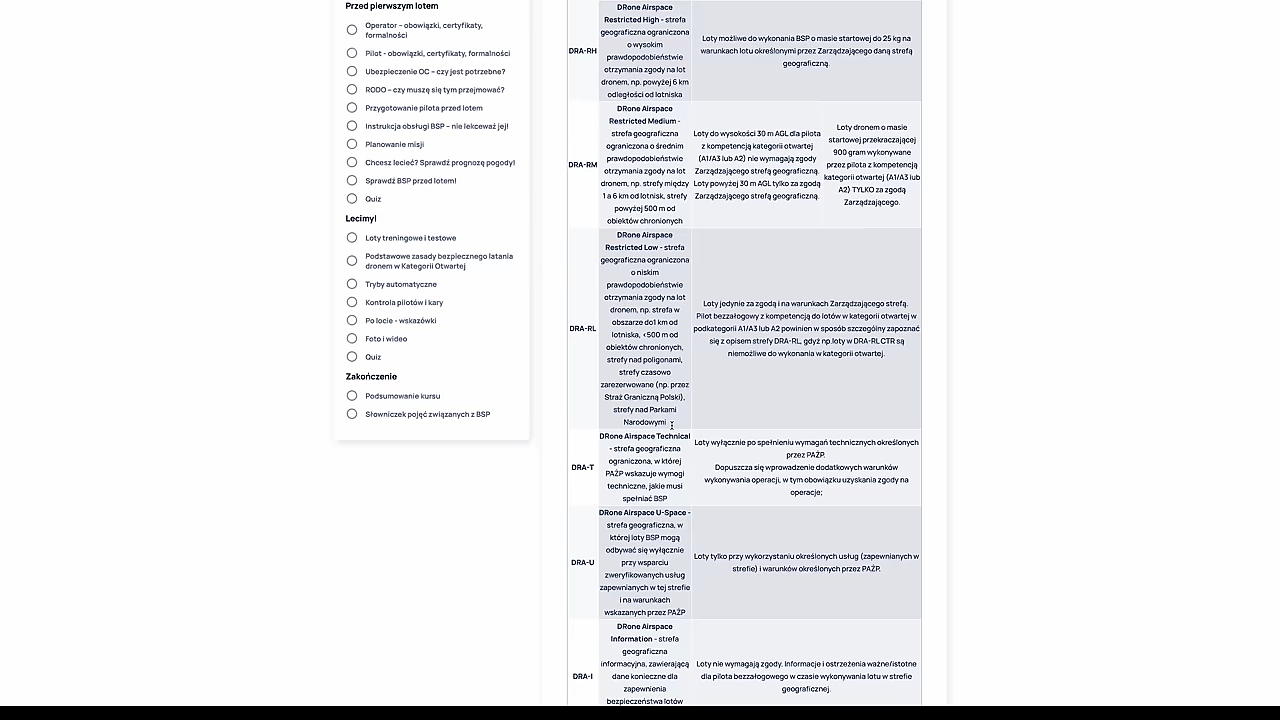 Przed pierwszym lotem
Operator – obowiązki, certyfikaty,
formalności
Pilot - obowiązki, certyfikaty, formalności
Ubezpieczenie OC – czy jest potrzebne?
RODO – czy muszę się tym przejmować?
Przygotowanie pilota przed lotem
Instrukcja obsługi BSP – nie lekceważ jej!
Planowanie misji
Chcesz lecieć? Sprawdź prognozę pogody!
Sprawdź BSP przed lotem!
Quiz
Lecimy!
Loty treningowe i testowe
Podstawowe zasady bezpiecznego latania
dronem w Kategorii Otwartej
Tryby automatyczne
Kontrola pilotów i kary
Po locie - wskazówki
Foto i wideo
Quiz
Zakończenie
Podsumowanie kursu
Słowniczek pojęć związanych z BSP
DRA-RH
DRone Airspace
Restricted High - strefa
geograficzna ograniczona
o wysokim
prawdopodobieństwie
otrzymania zgody na lot
dronem, np. powyżej 6 km
odległości od lotniska
Loty możliwe do wykonania BSP o masie startowej do 25 kg na
warunkach lotu określonymi przez Zarządzającego daną strefą
geograficzną.
DRA-RM
DRone Airspace
Restricted Medium -
strefa geograficzna
ograniczona o średnim
prawdopodobieństwie
otrzymania zgody na lot
dronem, np. strefy między
1 a 6 km od lotnisk, strefy
powyżej 500 m od
obiektów chronionych
Loty do wysokości 30 m AGL dla pilota
z kompetencją kategorii otwartej
(A1/A3 lub A2) nie wymagają zgody
Zarządzającego strefą geograficzną.
Loty powyżej 30 m AGL tylko za zgodą
Zarządzającego strefą geograficzną.
Loty dronem o masie
startowej przekraczającej
900 gram wykonywane
przez pilota z kompetencją
kategorii otwartej (A1/A3 lub
A2) TYLKO za zgodą
Zarządzającego.
DRA-RL
DRone Airspace
Restricted Low - strefa
geograficzna ograniczona
o niskim
prawdopodobieństwie
otrzymania zgody na lot
dronem, np. strefa w
obszarze do1 km od
lotniska, <500 m od
obiektów chronionych,
strefy nad poligonami,
strefy czasowo
zarezerwowane (np. przez
Straż Graniczną Polski),
strefy nad Parkami
Narodowymi
Loty jedynie za zgodą i na warunkach Zarządzającego strefą.
Pilot bezzałogowy z kompetencją do lotów w kategorii otwartej w
podkategorii A1/A3 lub A2 powinien w sposób szczególny zapoznać
się z opisem strefy DRA-RL, gdyż np.loty w DRA-RL CTR są
niemożliwe do wykonania w kategorii otwartej.
DRA-T
DRone Airspace Technical
- strefa geograficzna
ograniczona, w której
PAŻP wskazuje wymogi
techniczne, jakie musi
spełniać BSP
Loty wyłącznie po spełnieniu wymagań technicznych określonych
przez PAŻP.
Dopuszcza się wprowadzenie dodatkowych warunków
wykonywania operacji, w tym obowiązku uzyskania zgody na
operacje;
DRA-U
DRone Airspace U-Space -
strefa geograficzna, w
której loty BSP mogą
odbywać się wyłącznie
przy wsparciu
zweryfikowanych usług
zapewnianych w tej strefie
i na warunkach
wskazanych przez PAŻP
Loty tylko przy wykorzystaniu określonych usług (zapewnianych w
strefie) i warunków określonych przez PAŻP.
DRA-I
DRone Airspace
Information - strefa
geograficzna
informacyjna, zawierającą
dane konieczne dla
zapewnienia
bezpieczeństwa lotów
Loty nie wymagają zgody. Informacje i ostrzeżenia ważne/istotne
dla pilota bezzałogowego w czasie wykonywania lotu w strefie
geograficznej.